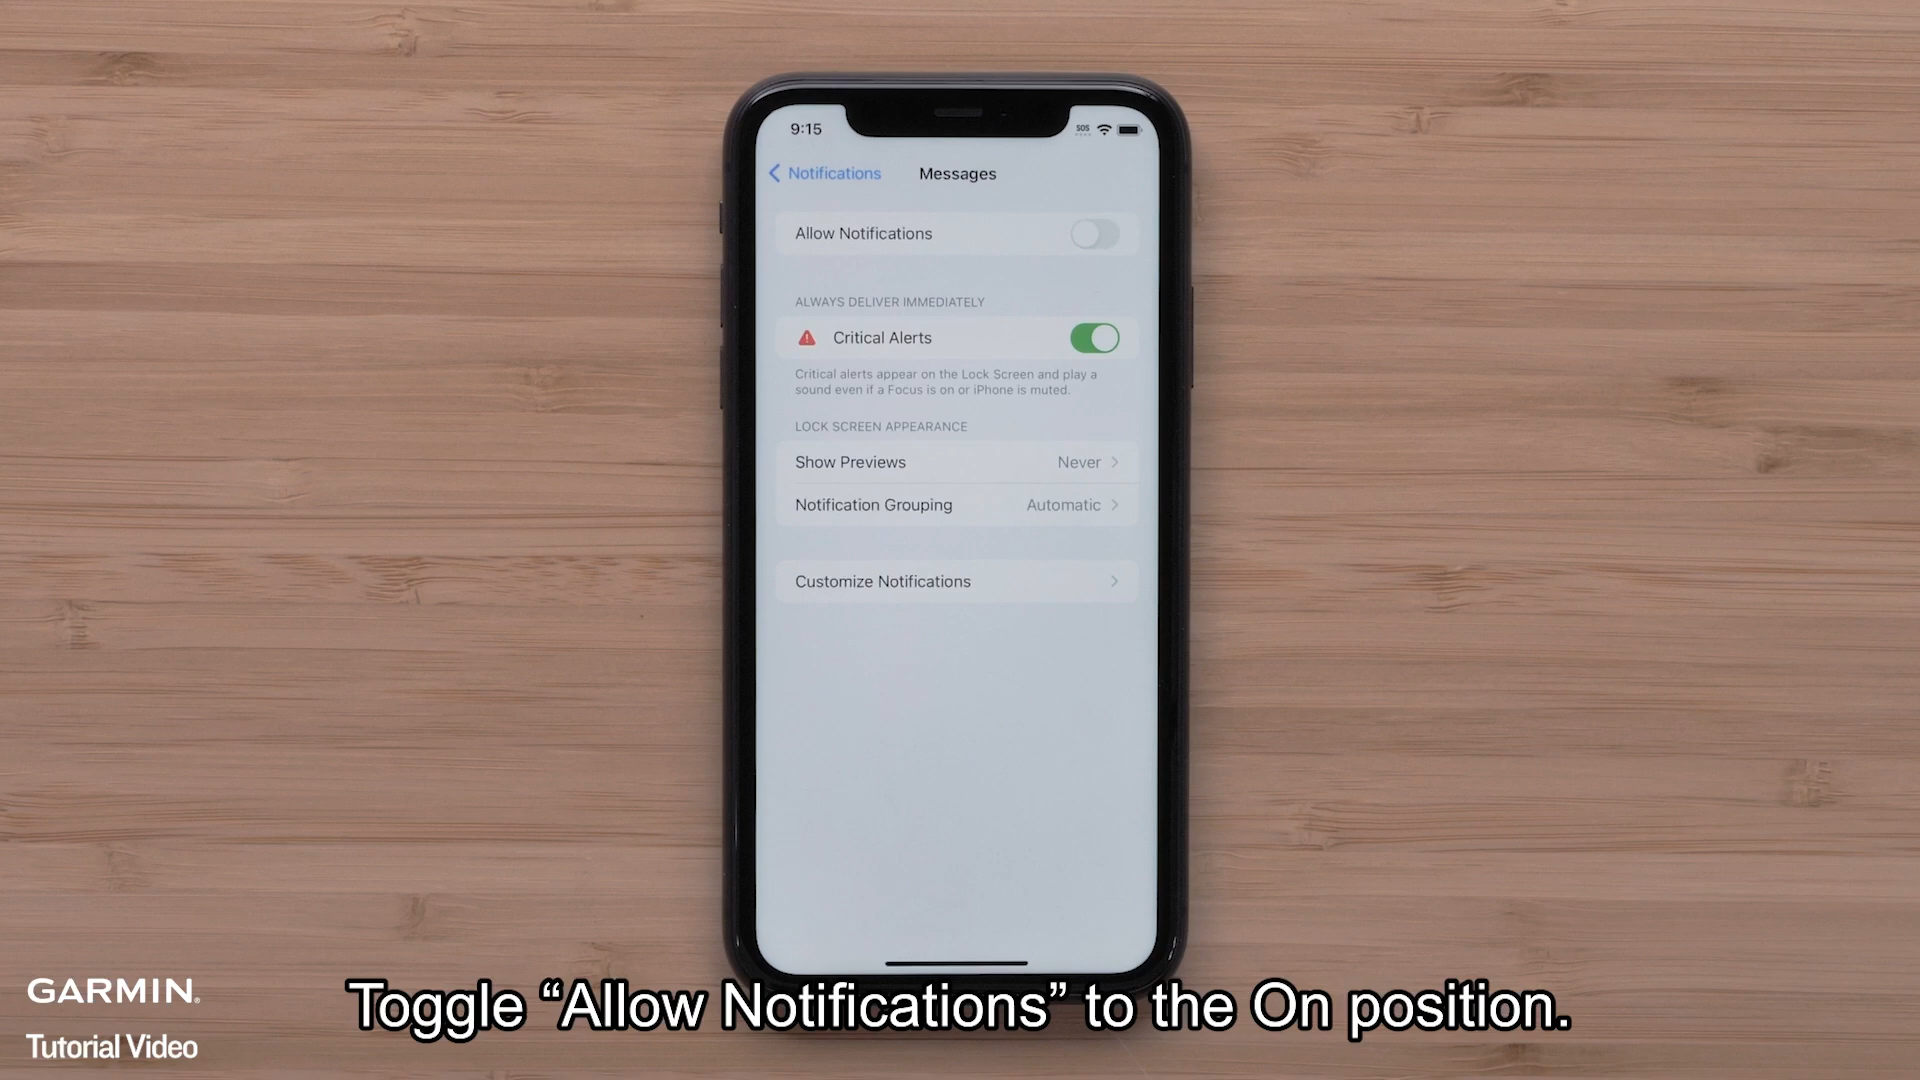 9:15
SOS
Notifications
Messages
Allow Notifications
ALWAYS DELIVER IMMEDIATELY
Critical Alerts
Critical alerts appear on the Lock Screen and play a
sound even if a Focus is on or iPhone is muted.
LOCK SCREEN APPEARANCE
Show Previews Never
Notification Grouping Automatic
Customize Notifications
GARMIN.
Tutorial Video
Toggle “Allow Notifications” to the On position.